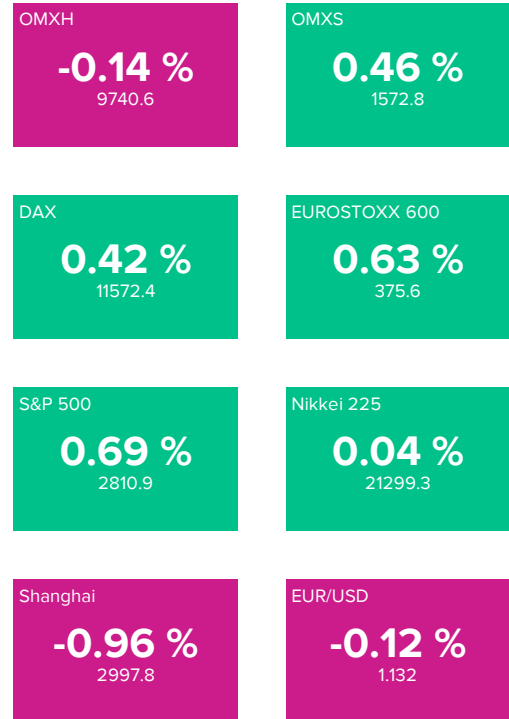 OMXH
-0.14 %
9740.6
OMXS
0.46 %
1572.8
DAX
0.42 %
11572.4
EUROSTOXX 600
0.63 %
375.6
S&P 500
0.69 %
2810.9
Nikkei 225
0.04 %
21299.3
Shanghai
-0.96 %
2997.8
EUR/USD
-0.12 %
1.132